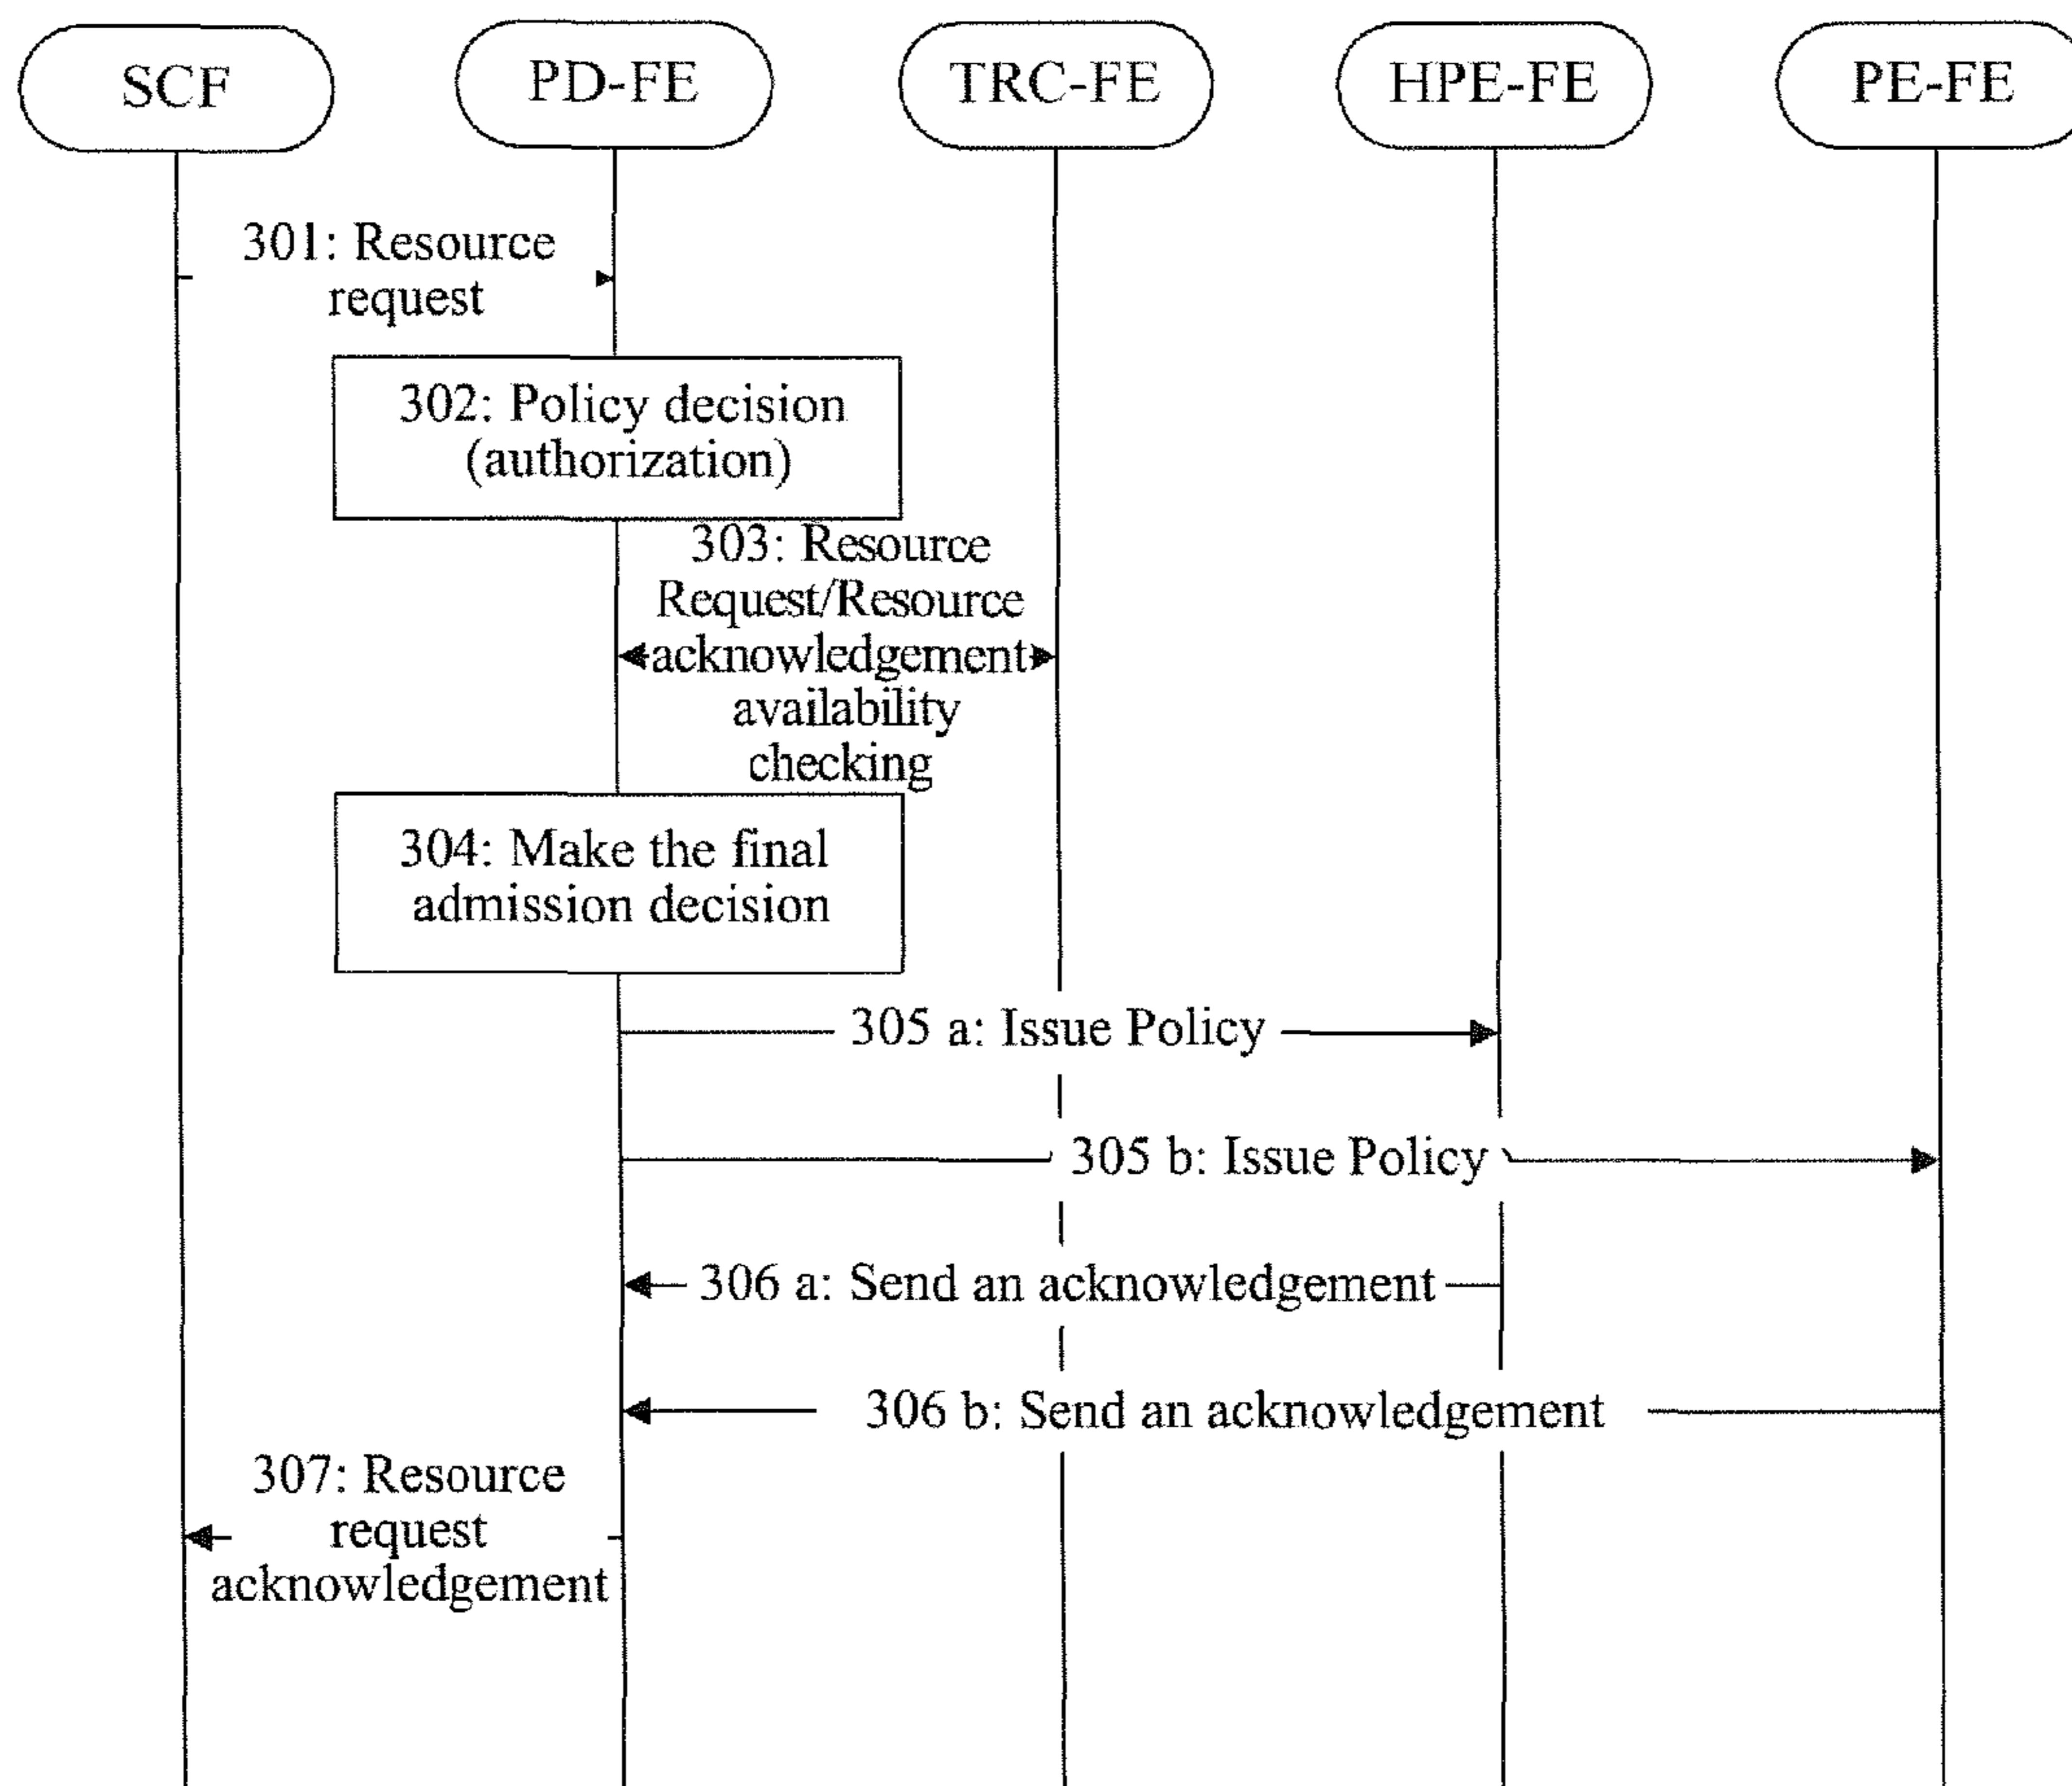 SCF
PD-FE
TRC-FE
HPE-FE
PE-FE
301: Resource
request
302: Policy decision
(authorization)
303: Resource
Request/Resource
acknowledgement
availability
checking
304: Make the final
admission decision
305 a: Issue Policy
305 b: Issue Policy
306 a: Send an acknowledgement
306 b: Send an acknowledgement
307: Resource
request
acknowledgement